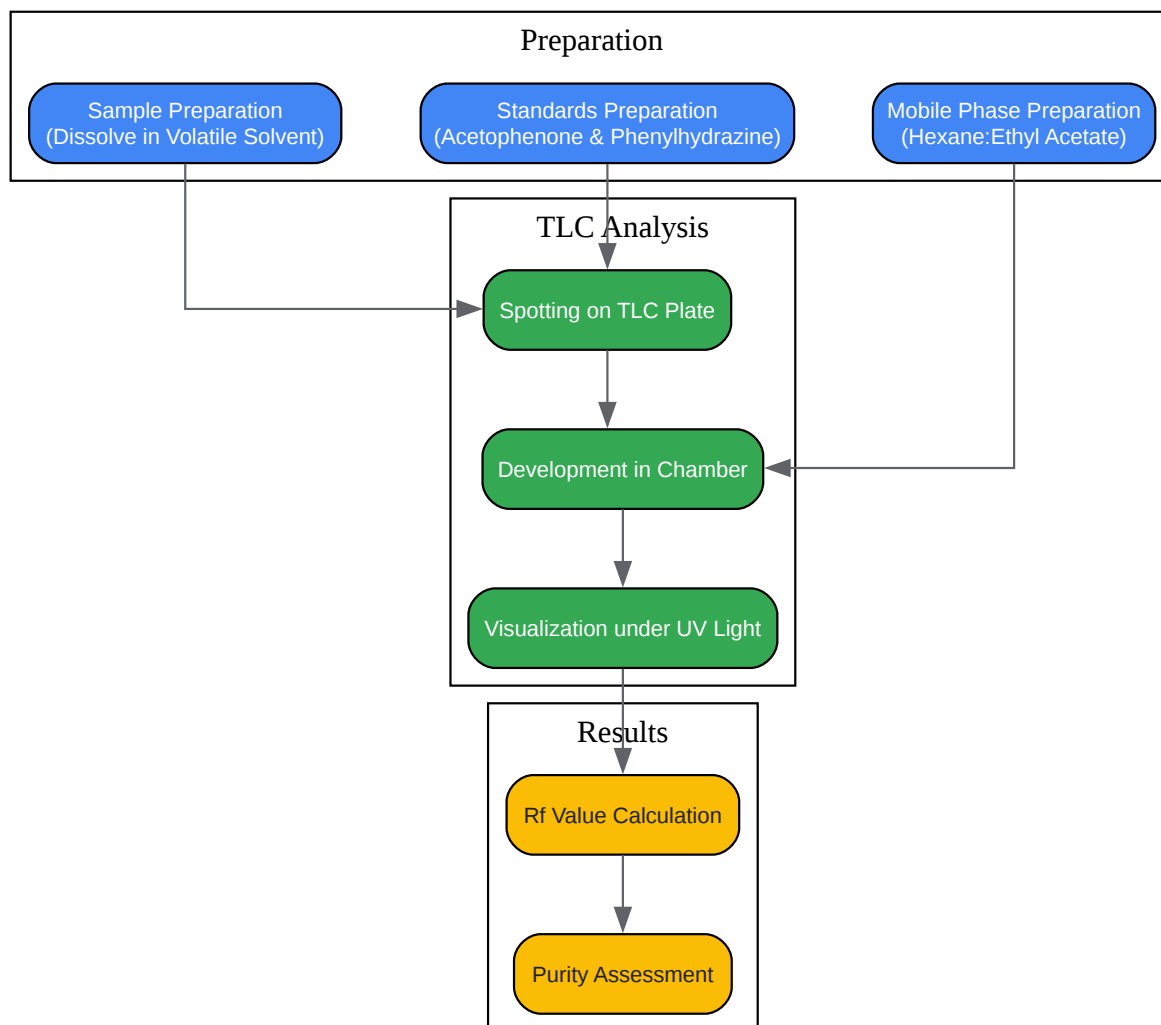 Preparation
Sample Preparation
(Dissolve in Volatile Solvent)
Standards Preparation
(Acetophenone & Phenylhydrazine)
Mobile Phase Preparation
(Hexane:Ethyl Acetate)
TLC Analysis
Spotting on TLC Plate
Development in Chamber
Visualization under UV Light
Results
Rf Value Calculation
Purity Assessment